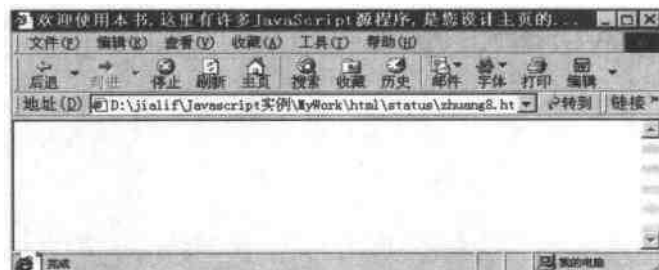 欢迎使用本书,这里有许多JavaScript源程序,是您设计主页的...
文件(F) 编辑(E) 查看(V) 收藏(A) 工具(T) 帮助(H)
后退 前进 停止 刷新 主页 搜索 收藏 历史 邮件 字体 打印 编辑
地址(D) D:\jialif\Javascript实例\MyWork\html\status\zhuang8.ht 转到 链接 »
完成 我的电脑